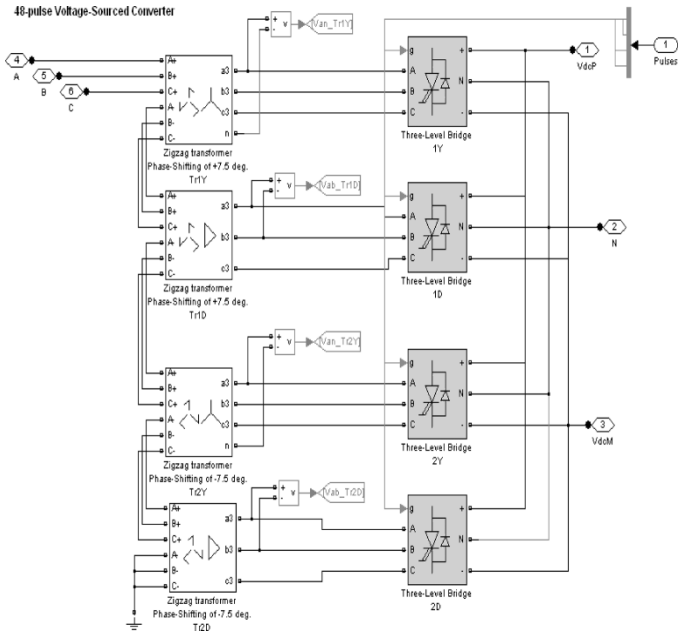 48-pulse Voltage-Sourced Converter
4
A
5
B
6
C
A+
B+
C+
A-
B-
C-
a3
b3
c3
n
Zigzag transformer
Phase-Shifting of +7.5 deg.
Tr1Y
+
-
v
[Van_Tr1Y]
g
A
B
C
+
N
-
Three-Level Bridge
1Y
1
VdcP
1
Pulses
A+
B+
C+
A-
B-
C-
a3
b3
c3
Zigzag transformer
Phase-Shifting of +7.5 deg.
Tr1D
+
-
v
[Vab_Tr1D]
g
A
B
C
+
N
-
Three-Level Bridge
1D
2
N
A+
B+
C+
A-
B-
C-
a3
b3
c3
n
Zigzag transformer
Phase-Shifting of -7.5 deg.
Tr2Y
+
-
v
[Van_Tr2Y]
g
A
B
C
+
N
-
Three-Level Bridge
2Y
3
VdcM
A+
B+
C+
A-
B-
C-
a3
b3
c3
Zigzag transformer
Phase-Shifting of -7.5 deg.
Tr2D
+
-
v
[Vab_Tr2D]
g
A
B
C
+
N
-
Three-Level Bridge
2D